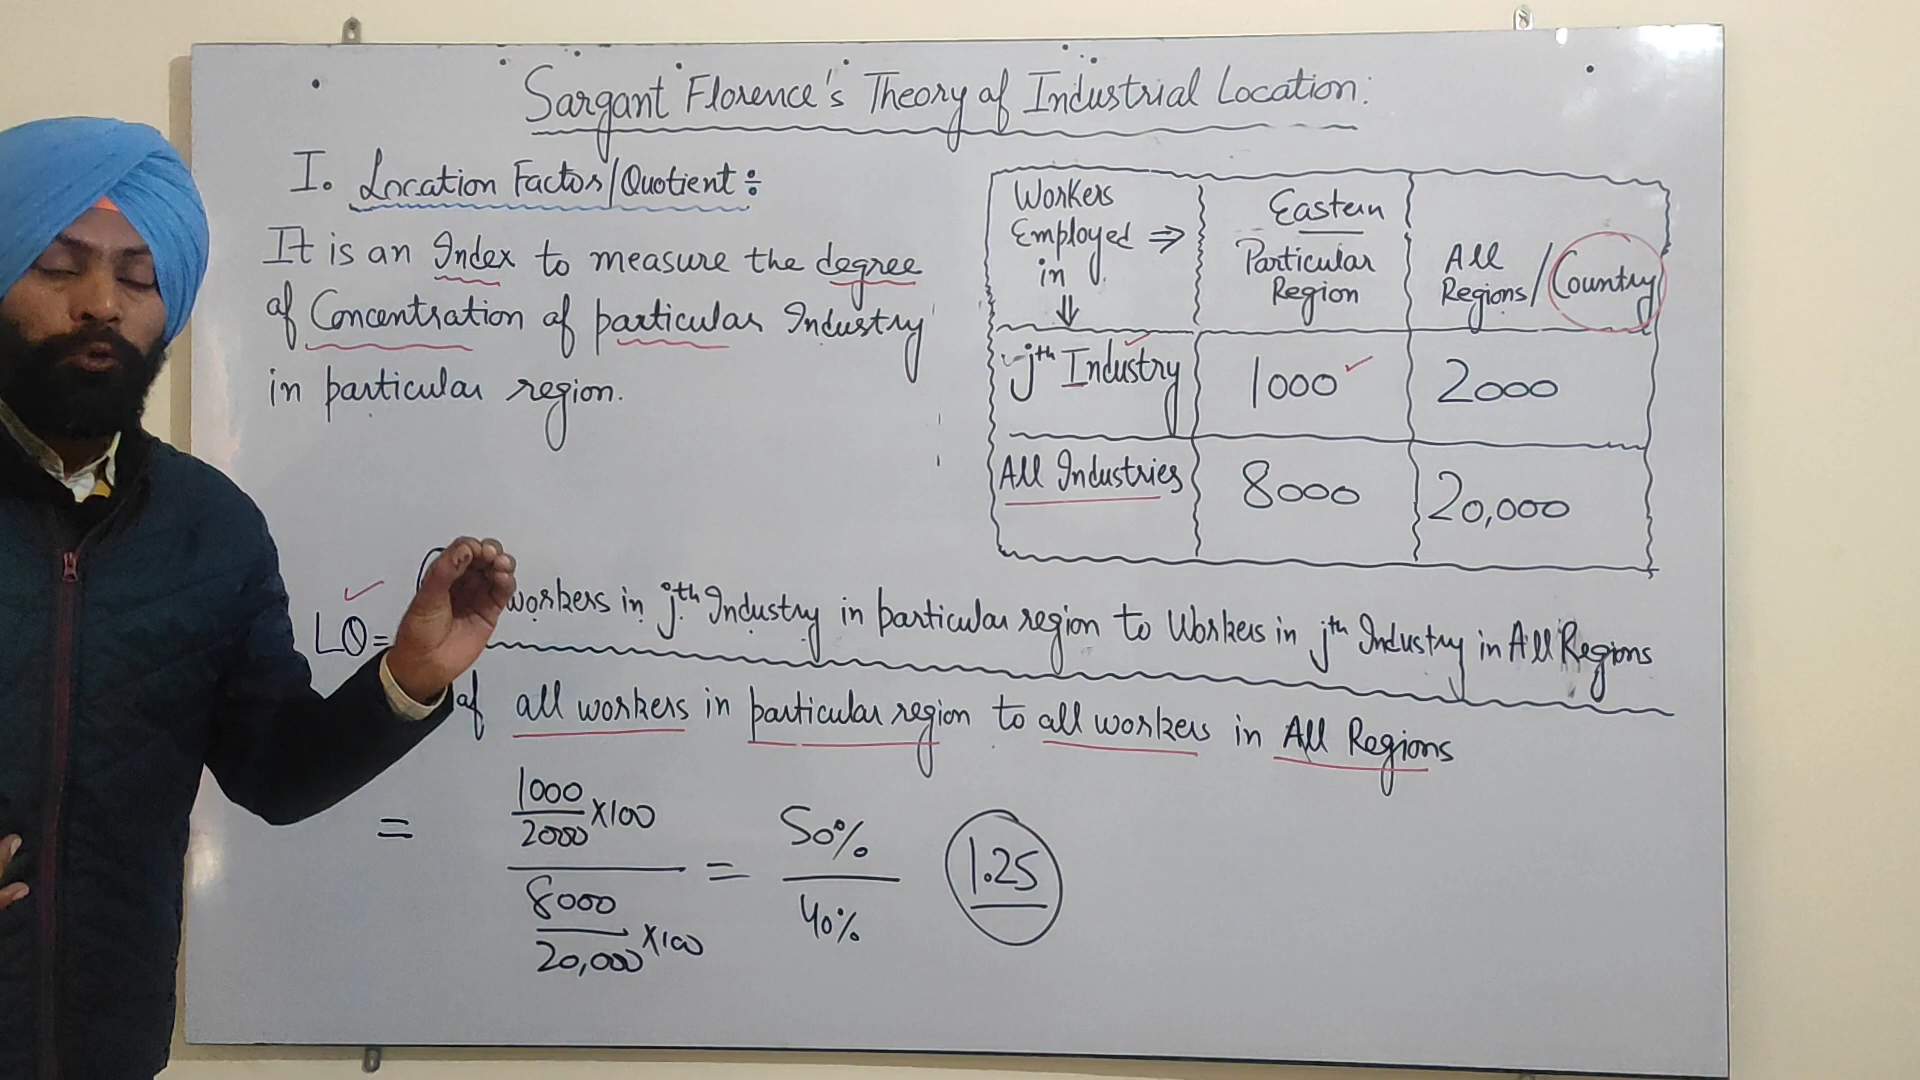 Sargant Florence's Theory of Industrial Location:
I. Location Factor/Quotient:
It is an Index to measure the degree
of Concentration of particular Industry
in particular region.
Workers
Employed ⇒
in
⇓
Eastern
Particular
Region
All
Regions/Country
jth Industry
1000
2000
All Industries
8000
20,000
LQ=
workers in jth Industry in particular region to Workers in jth Industry in All Regions
of all workers in particular region to all workers in All Regions
= 1000/2000 ×100 / 8000/20,000 ×100 = 50%/40% 1.25